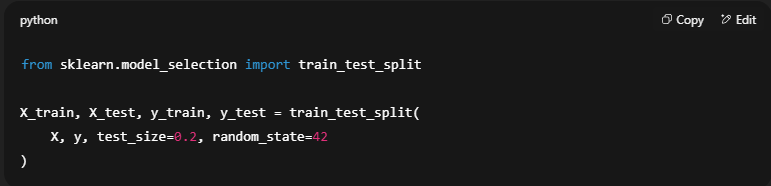 python
Copy
Edit
from sklearn.model_selection import train_test_split
X_train, X_test, y_train, y_test = train_test_split(
    X, y, test_size=0.2, random_state=42
)